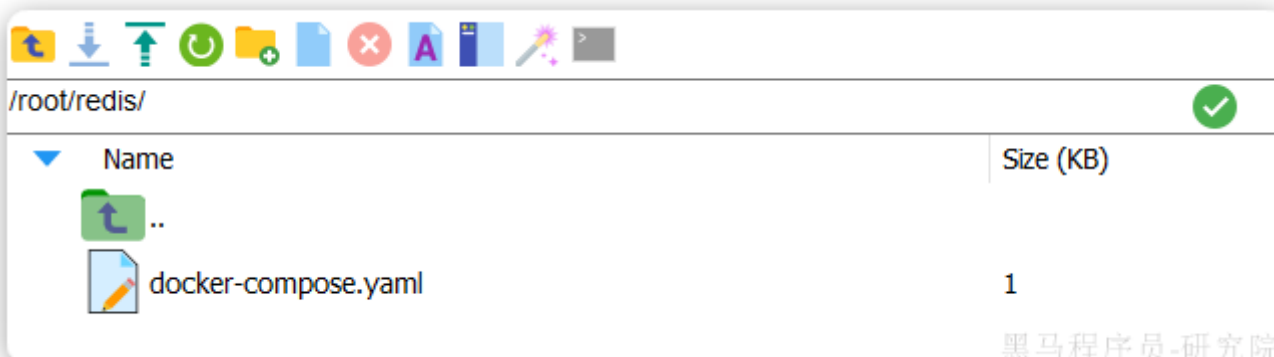 /root/redis/
Name Size (KB)
..
docker-compose.yaml 1
黑马程序员-研究院